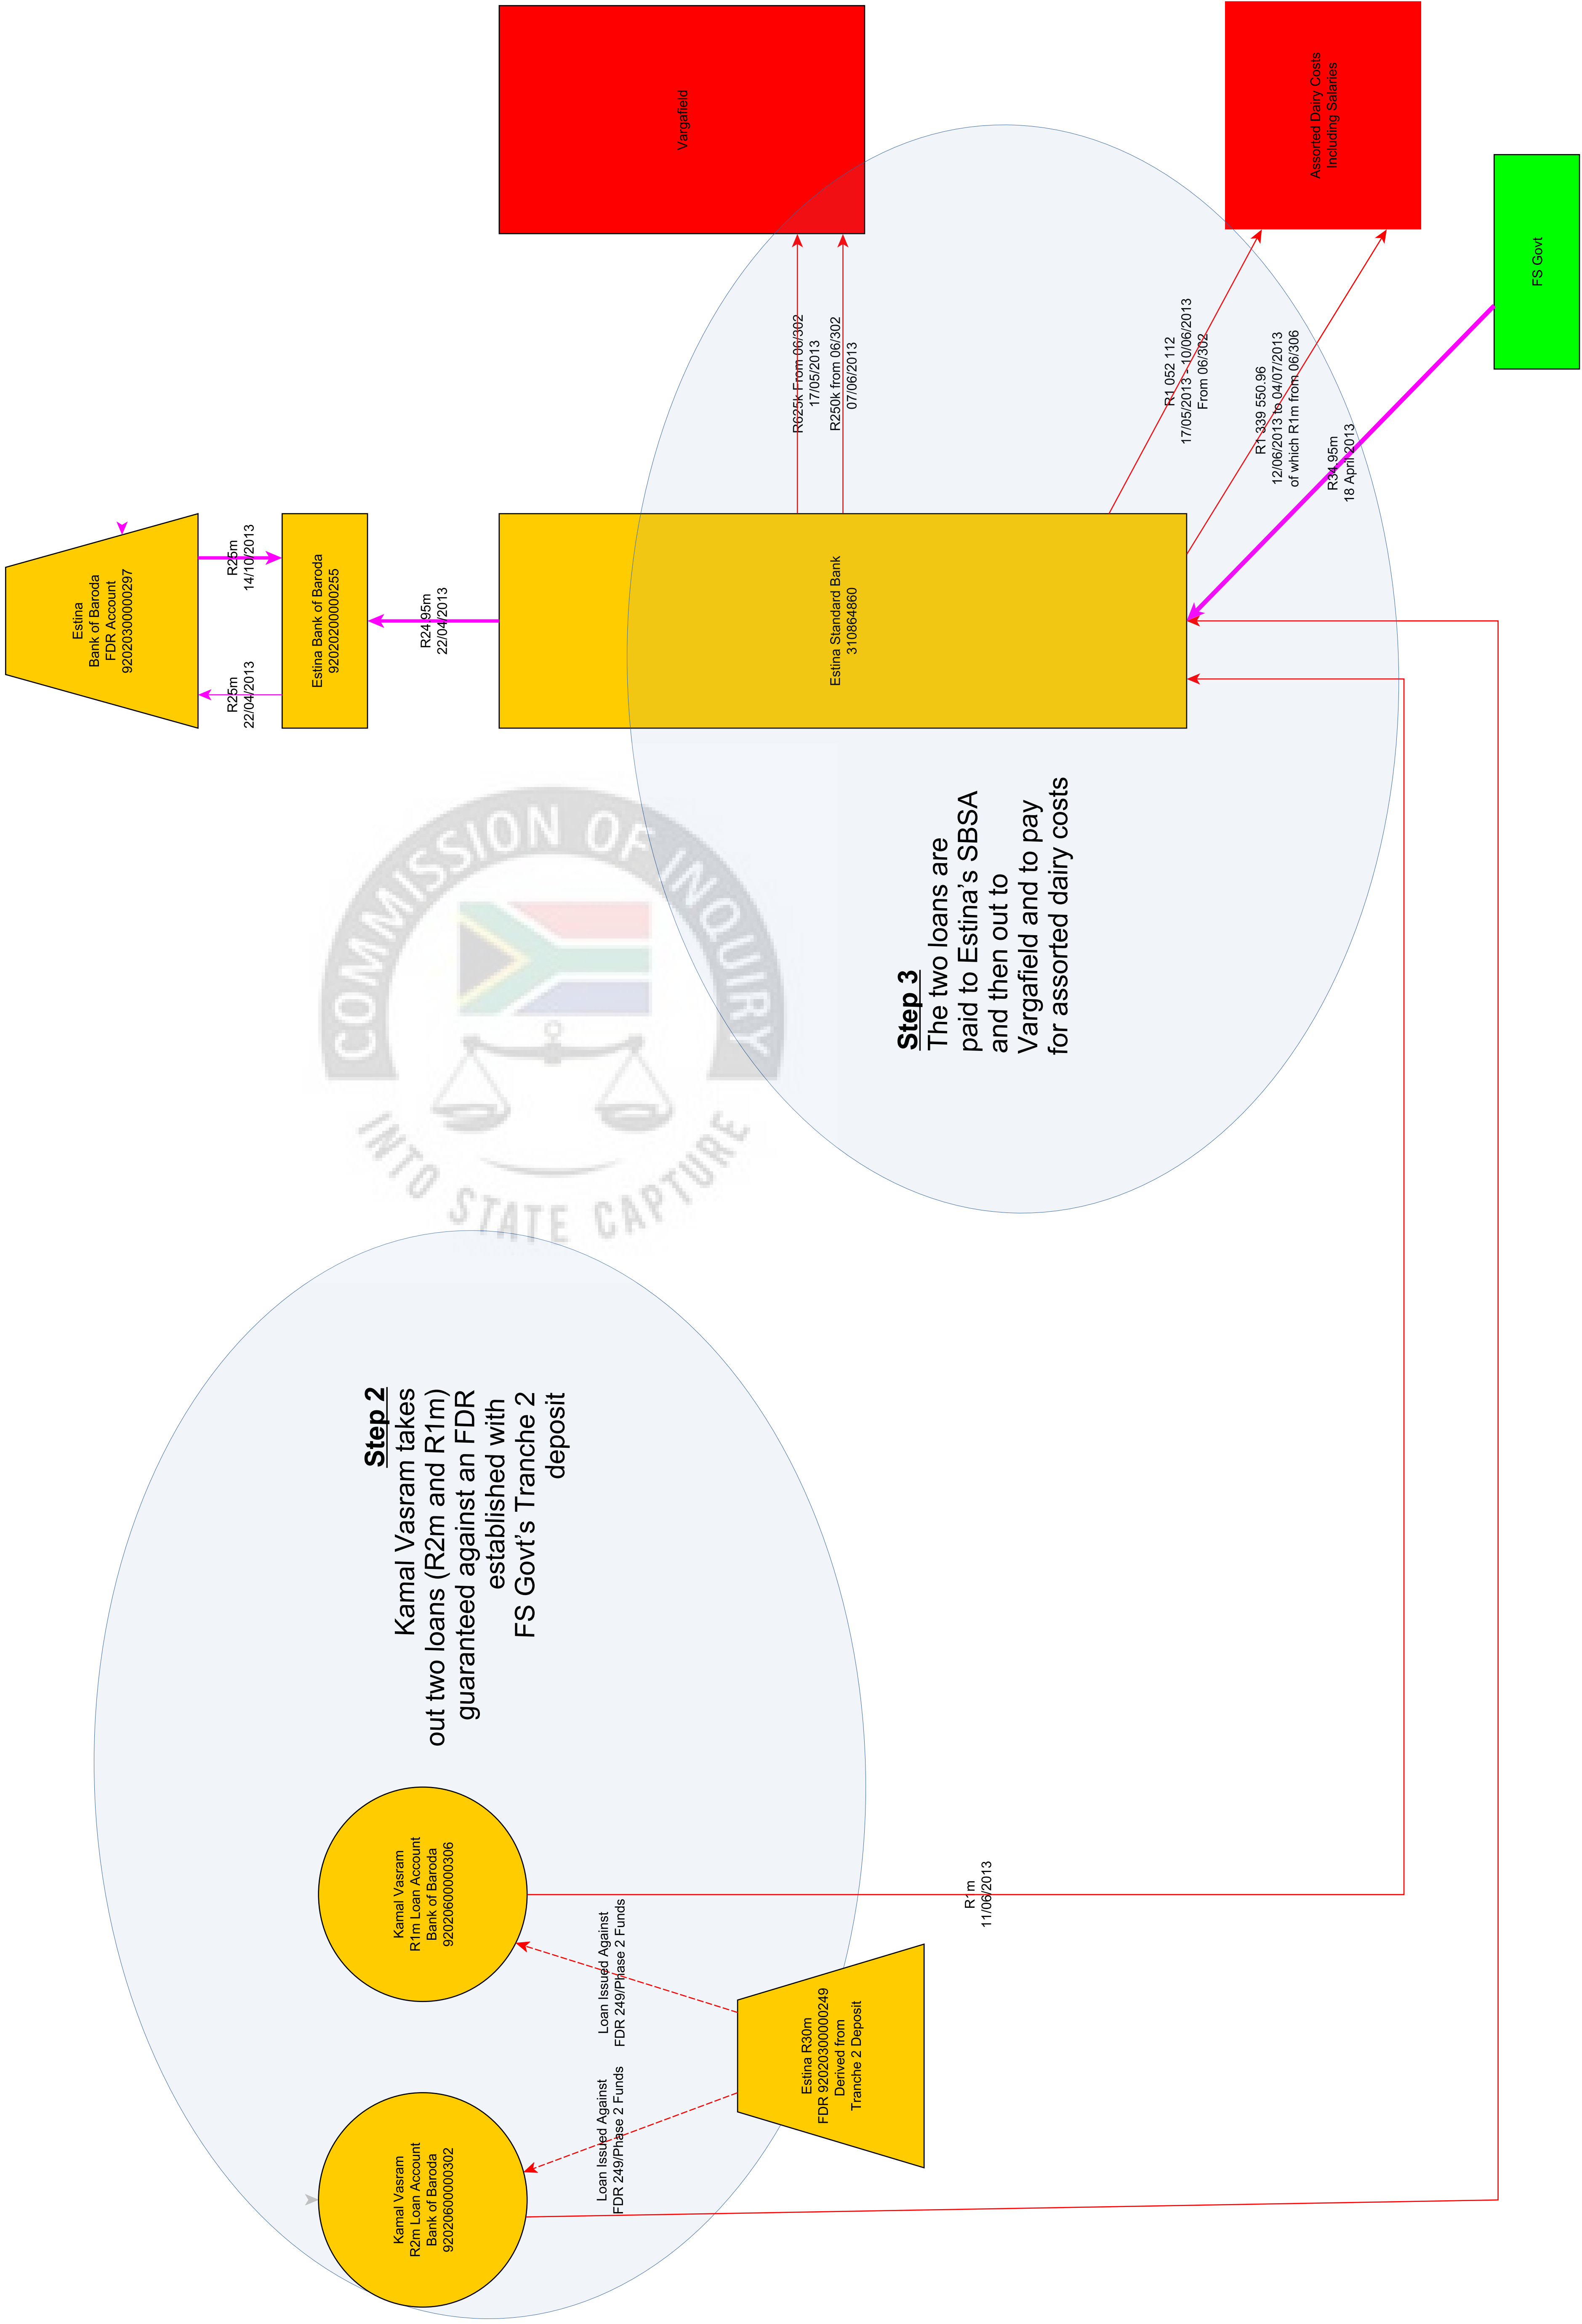 Kamal Vasram
R2m Loan Account
Bank of Baroda
92020600000302
Kamal Vasram
R1m Loan Account
Bank of Baroda
92020600000306
Loan Issued Against
FDR 249/Phase 2 Funds
Loan Issued Against
FDR 249/Phase 2 Funds
Estina R30m
FDR 92020300000249
Derived from
Tranche 2 Deposit
R1m
11/06/2013
Step 2
Kamal Vasram takes
out two loans (R2m and R1m)
guaranteed against an FDR
established with
FS Govt's Tranche 2
deposit
COMMISSION OF INQUIRY
INTO STATE CAPTURE
Step 3
The two loans are
paid to Estina's SBSA
and then out to
Vargafield and to pay
for assorted dairy costs
Estina
Bank of Baroda
FDR Account
92020300000297
R25m
22/04/2013
R25m
14/10/2013
Estina Bank of Baroda
92020200000255
R24.95m
22/04/2013
Estina Standard Bank
310864860
R625k From 06/302
17/05/2013
R250k from 06/302
07/06/2013
R1 052 112
17/05/2013 - 10/06/2013
From 06/302
R1 339 550.96
12/06/2013 to 04/07/2013
of which R1m from 06/306
R34.95m
18 April 2013
Vargafield
Assorted Dairy Costs
Including Salaries
FS Govt